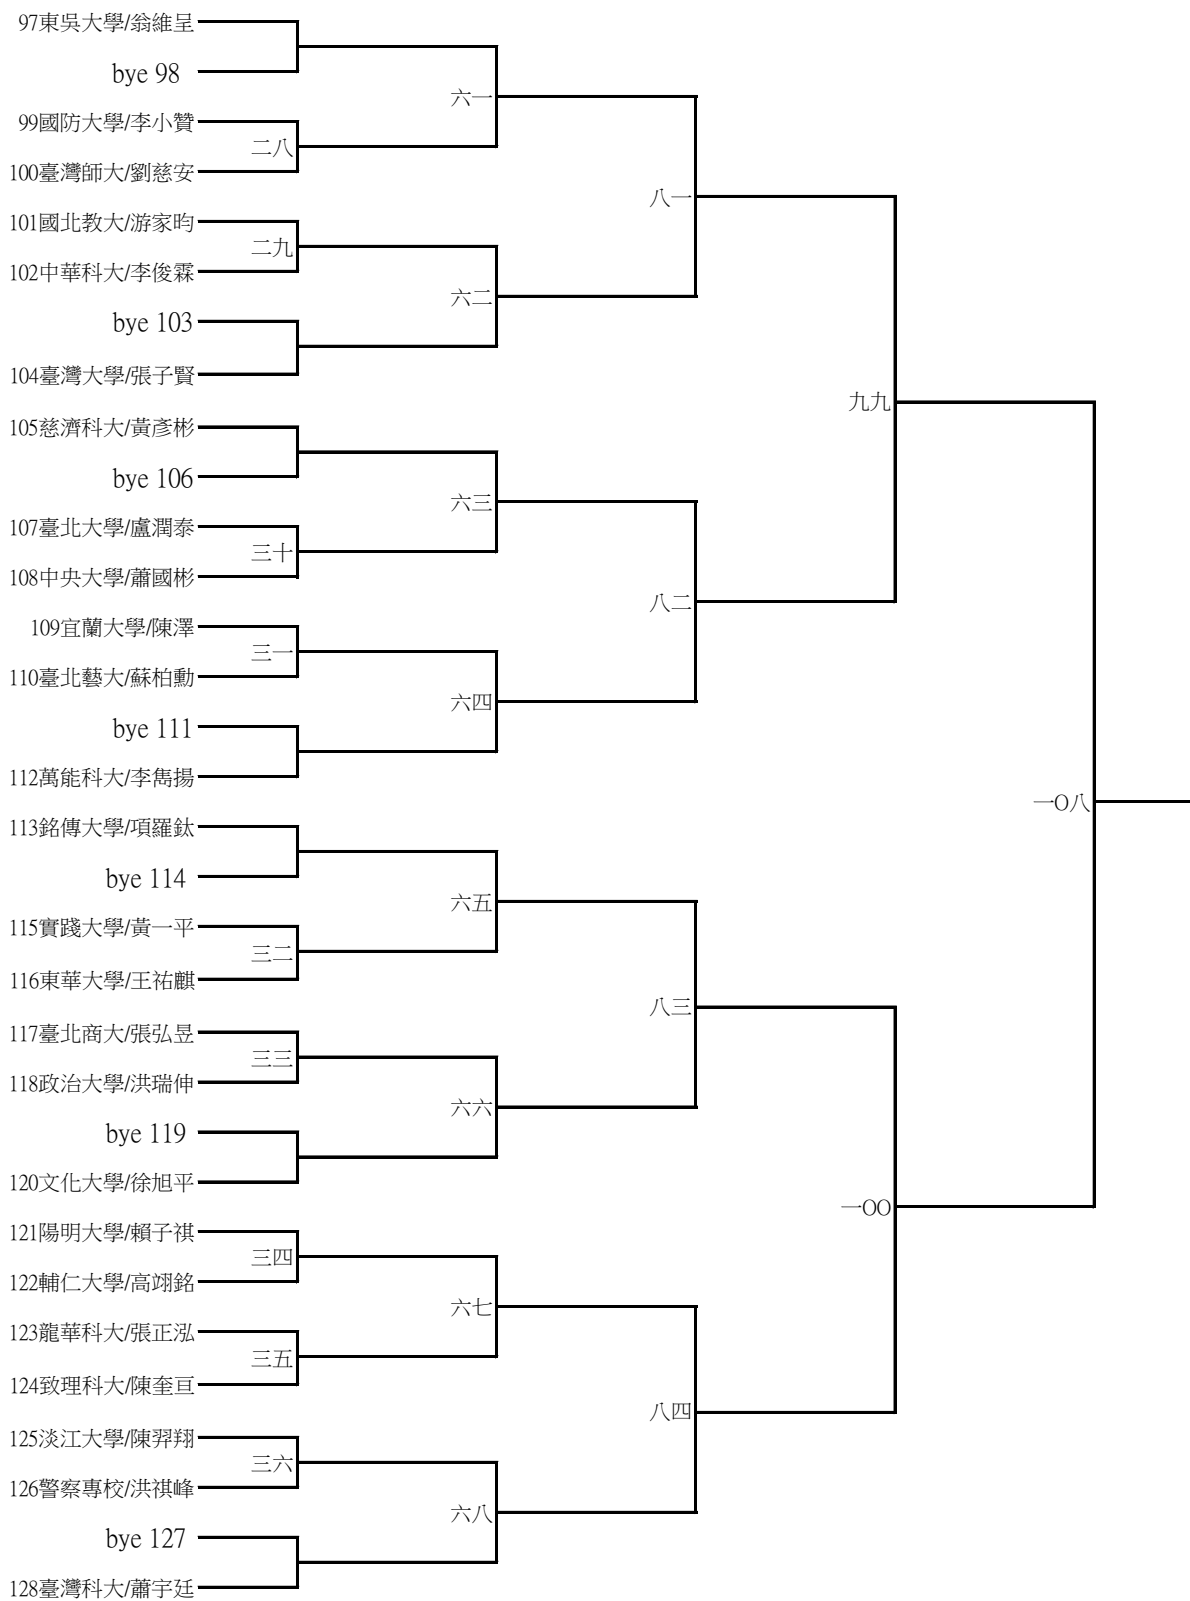 97東吳大學/翁維呈
bye 98
六一
99國防大學/李小贊
二八
100臺灣師大/劉慈安
八一
101國北教大/游家昀
二九
102中華科大/李俊霖
六二
bye 103
104臺灣大學/張子賢
九九
105慈濟科大/黃彥彬
bye 106
六三
107臺北大學/盧潤泰
三十
108中央大學/蕭國彬
八二
109宜蘭大學/陳澤
三一
110臺北藝大/蘇柏勳
六四
bye 111
112萬能科大/李雋揚
一O八
113銘傳大學/項羅鈦
bye 114
六五
115實踐大學/黃一平
三二
116東華大學/王祐麒
八三
117臺北商大/張弘昱
三三
118政治大學/洪瑞伸
六六
bye 119
120文化大學/徐旭平
一OO
121陽明大學/賴子祺
三四
122輔仁大學/高翊銘
六七
123龍華科大/張正泓
三五
124致理科大/陳奎亘
八四
125淡江大學/陳羿翔
三六
126警察專校/洪祺峰
六八
bye 127
128臺灣科大/蕭宇廷